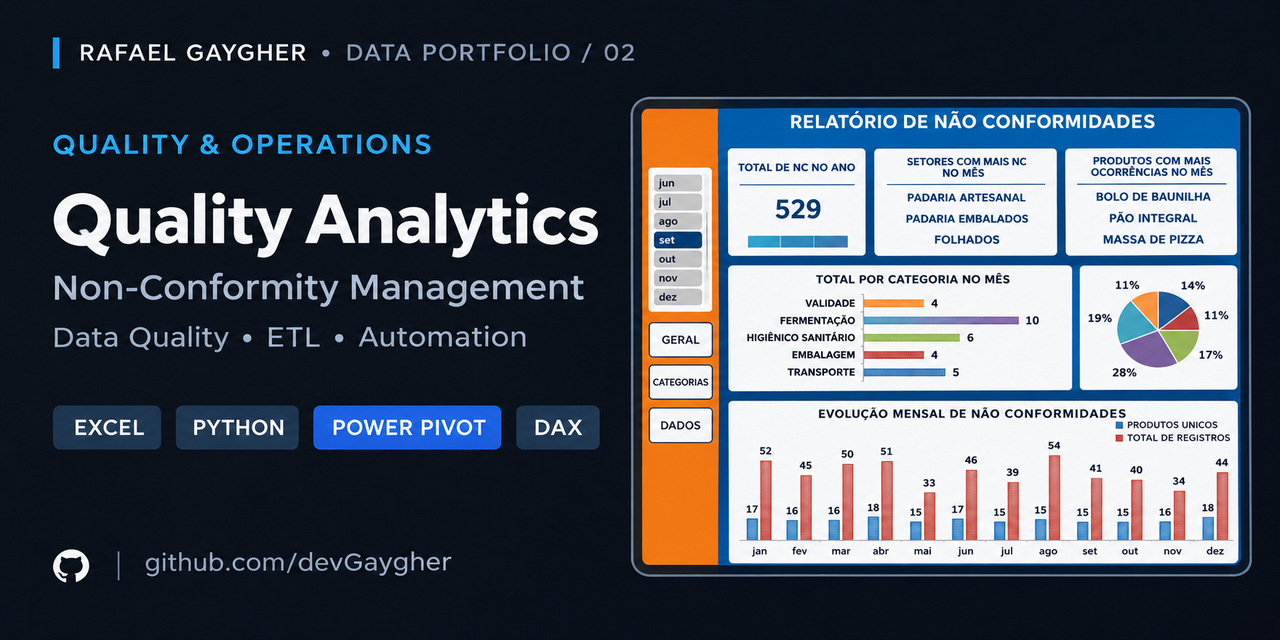 RAFAEL GAYGHER • DATA PORTFOLIO / 02
QUALITY & OPERATIONS
Quality Analytics
Non-Conformity Management
Data Quality • ETL • Automation
EXCEL PYTHON POWER PIVOT DAX
github.com/devGaygher
RELATÓRIO DE NÃO CONFORMIDADES
jun
jul
ago
set
out
nov
dez
GERAL
CATEGORIAS
DADOS
TOTAL DE NC NO ANO
529
SETORES COM MAIS NC
NO MÊS
PADARIA ARTESANAL
PADARIA EMBALADOS
FOLHADOS
PRODUTOS COM MAIS
OCORRÊNCIAS NO MÊS
BOLO DE BAUNILHA
PÃO INTEGRAL
MASSA DE PIZZA
TOTAL POR CATEGORIA NO MÊS
VALIDADE 4
FERMENTAÇÃO 10
HIGIÊNICO SANITÁRIO 6
EMBALAGEM 4
TRANSPORTE 5
11% 14%
19% 11%
17%
28%
EVOLUÇÃO MENSAL DE NÃO CONFORMIDADES
PRODUTOS UNICOS
TOTAL DE REGISTROS
17 52 16 45 16 50 18 51 15 33 17 46 15 39 15 54 15 41 15 40 16 34 18 44
jan fev mar abr mai jun jul ago set out nov dez